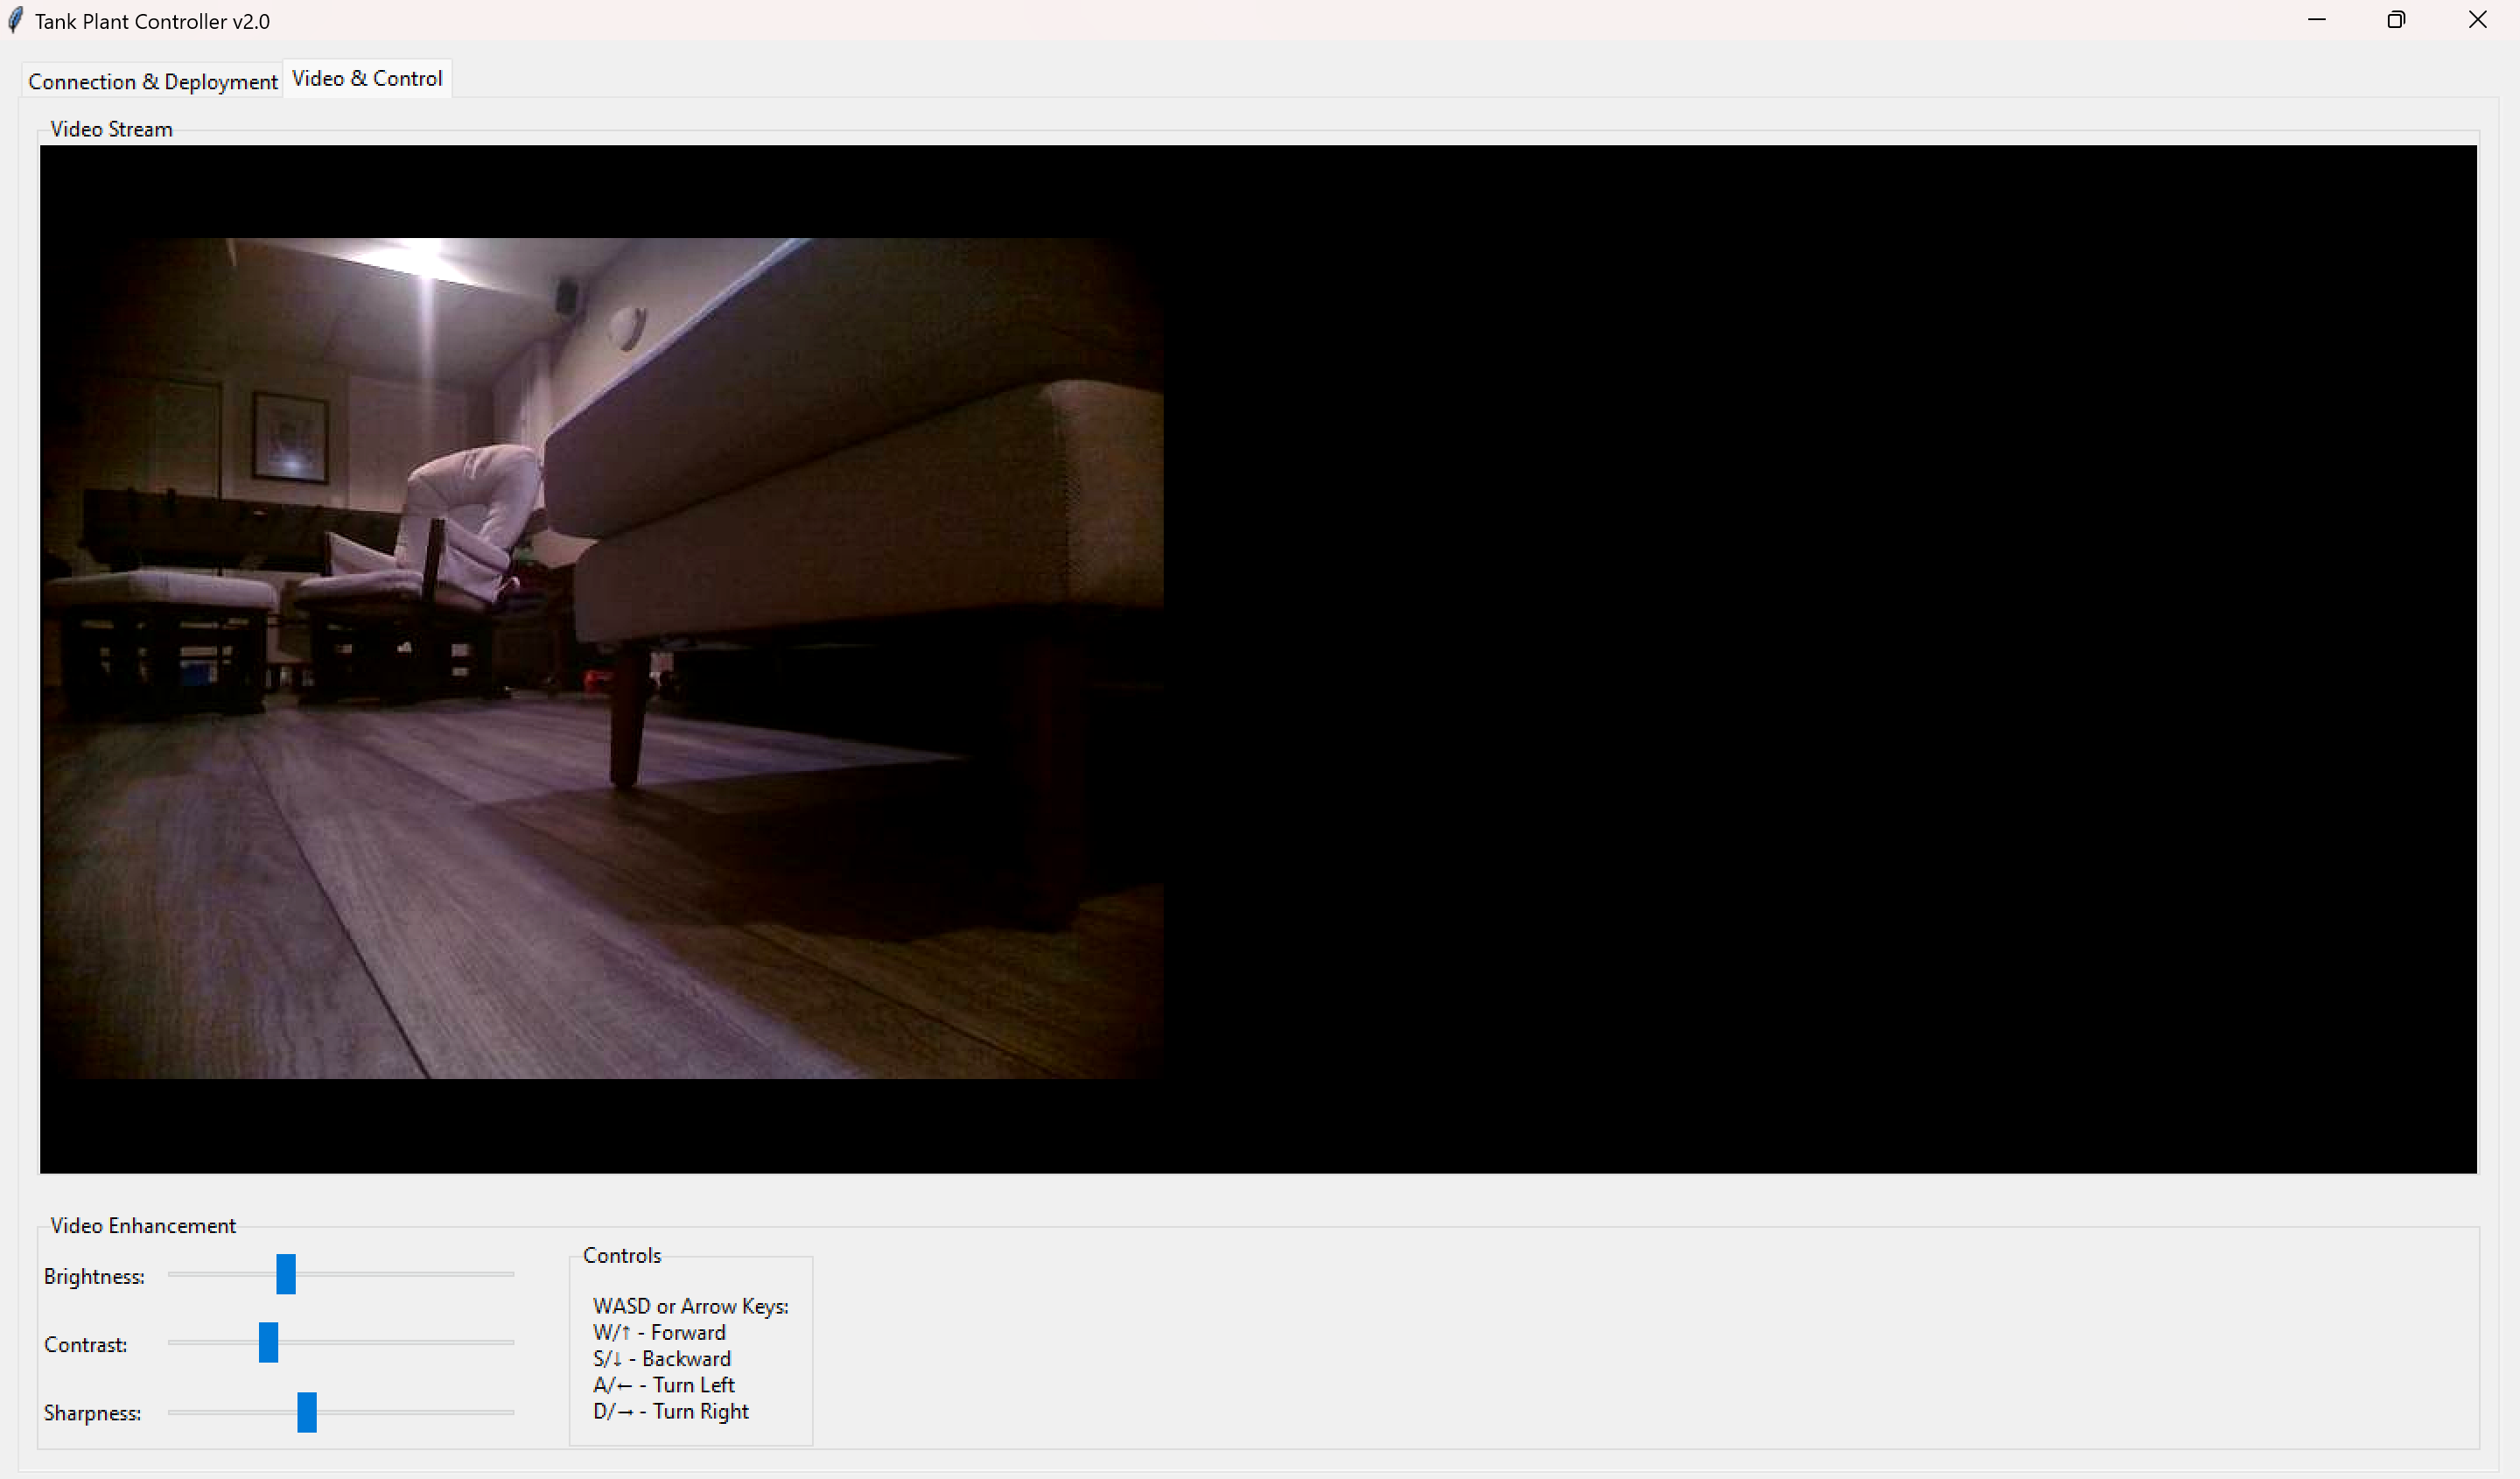 Tank Plant Controller v2.0
Connection & Deployment
Video & Control
Video Stream
Video Enhancement
Brightness:
Contrast:
Sharpness:
Controls
WASD or Arrow Keys:
W/↑ - Forward
S/↓ - Backward
A/← - Turn Left
D/→ - Turn Right